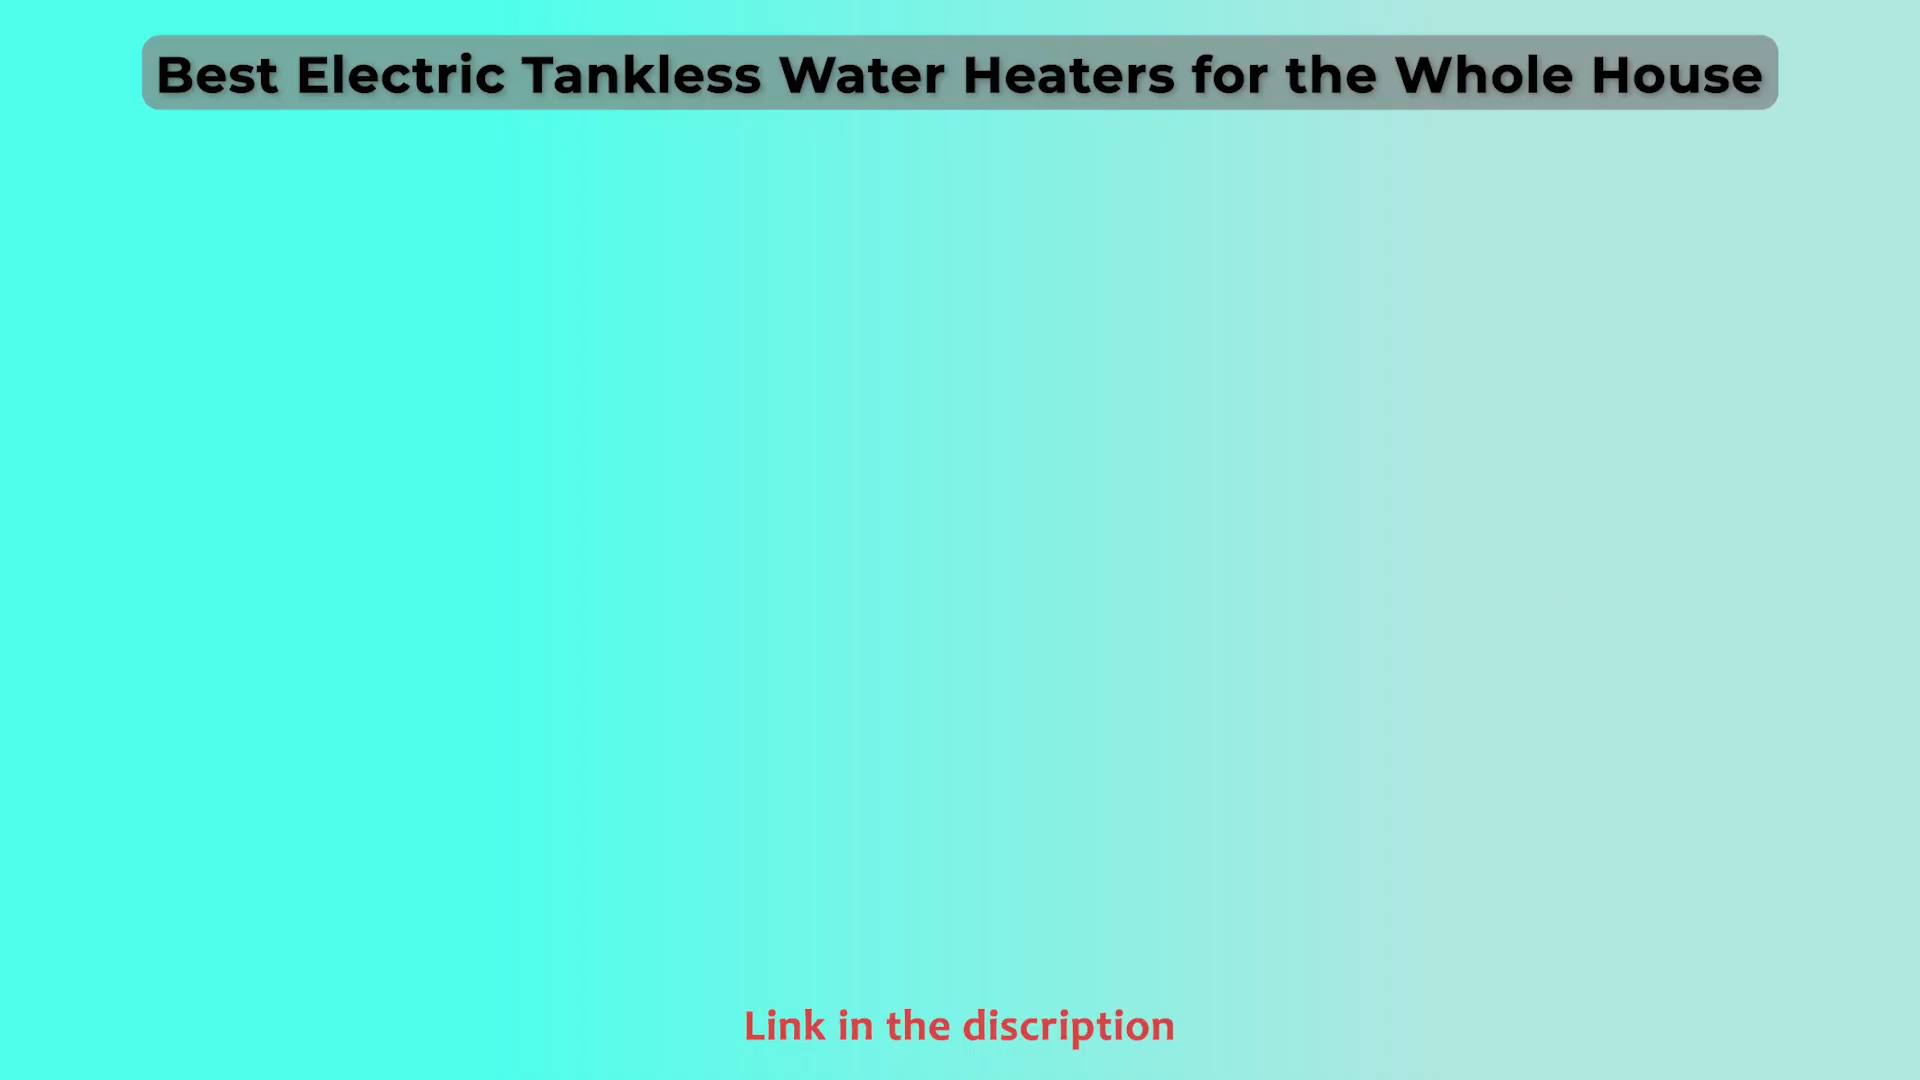 Best Electric Tankless Water Heaters for the Whole House
Link in the discription